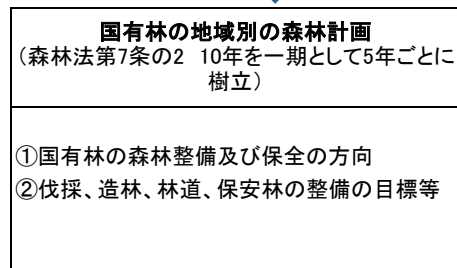 国有林の地域別の森林計画
（森林法第7条の2　10年を一期として5年ごとに
樹立）
①国有林の森林整備及び保全の方向
②伐採、造林、林道、保安林の整備の目標等